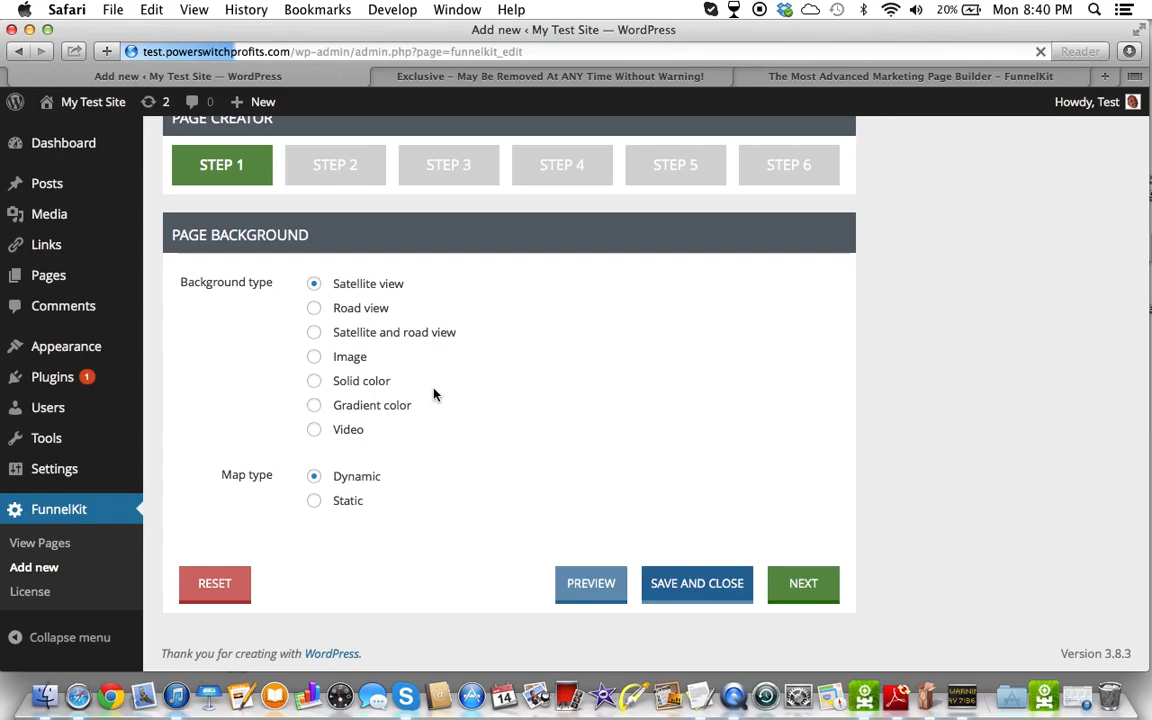 Safari File Edit View History Bookmarks Develop Window Help 20% Mon 8:40 PM
Add new ‹ My Test Site — WordPress
test.powerswitchprofits.com/wp-admin/admin.php?page=funnelkit_edit Reader
Add new ‹ My Test Site — WordPress Exclusive – May Be Removed At ANY Time Without Warning! The Most Advanced Marketing Page Builder – FunnelKit
My Test Site 2 0 New Howdy, Test
Dashboard
Posts
Media
Links
Pages
Comments
Appearance
Plugins 1
Users
Tools
Settings
FunnelKit
View Pages
Add new
License
Collapse menu
PAGE CREATOR
STEP 1 STEP 2 STEP 3 STEP 4 STEP 5 STEP 6
PAGE BACKGROUND
Background type Satellite view
Road view
Satellite and road view
Image
Solid color
Gradient color
Video
Map type Dynamic
Static
RESET PREVIEW SAVE AND CLOSE NEXT
Thank you for creating with WordPress. Version 3.8.3